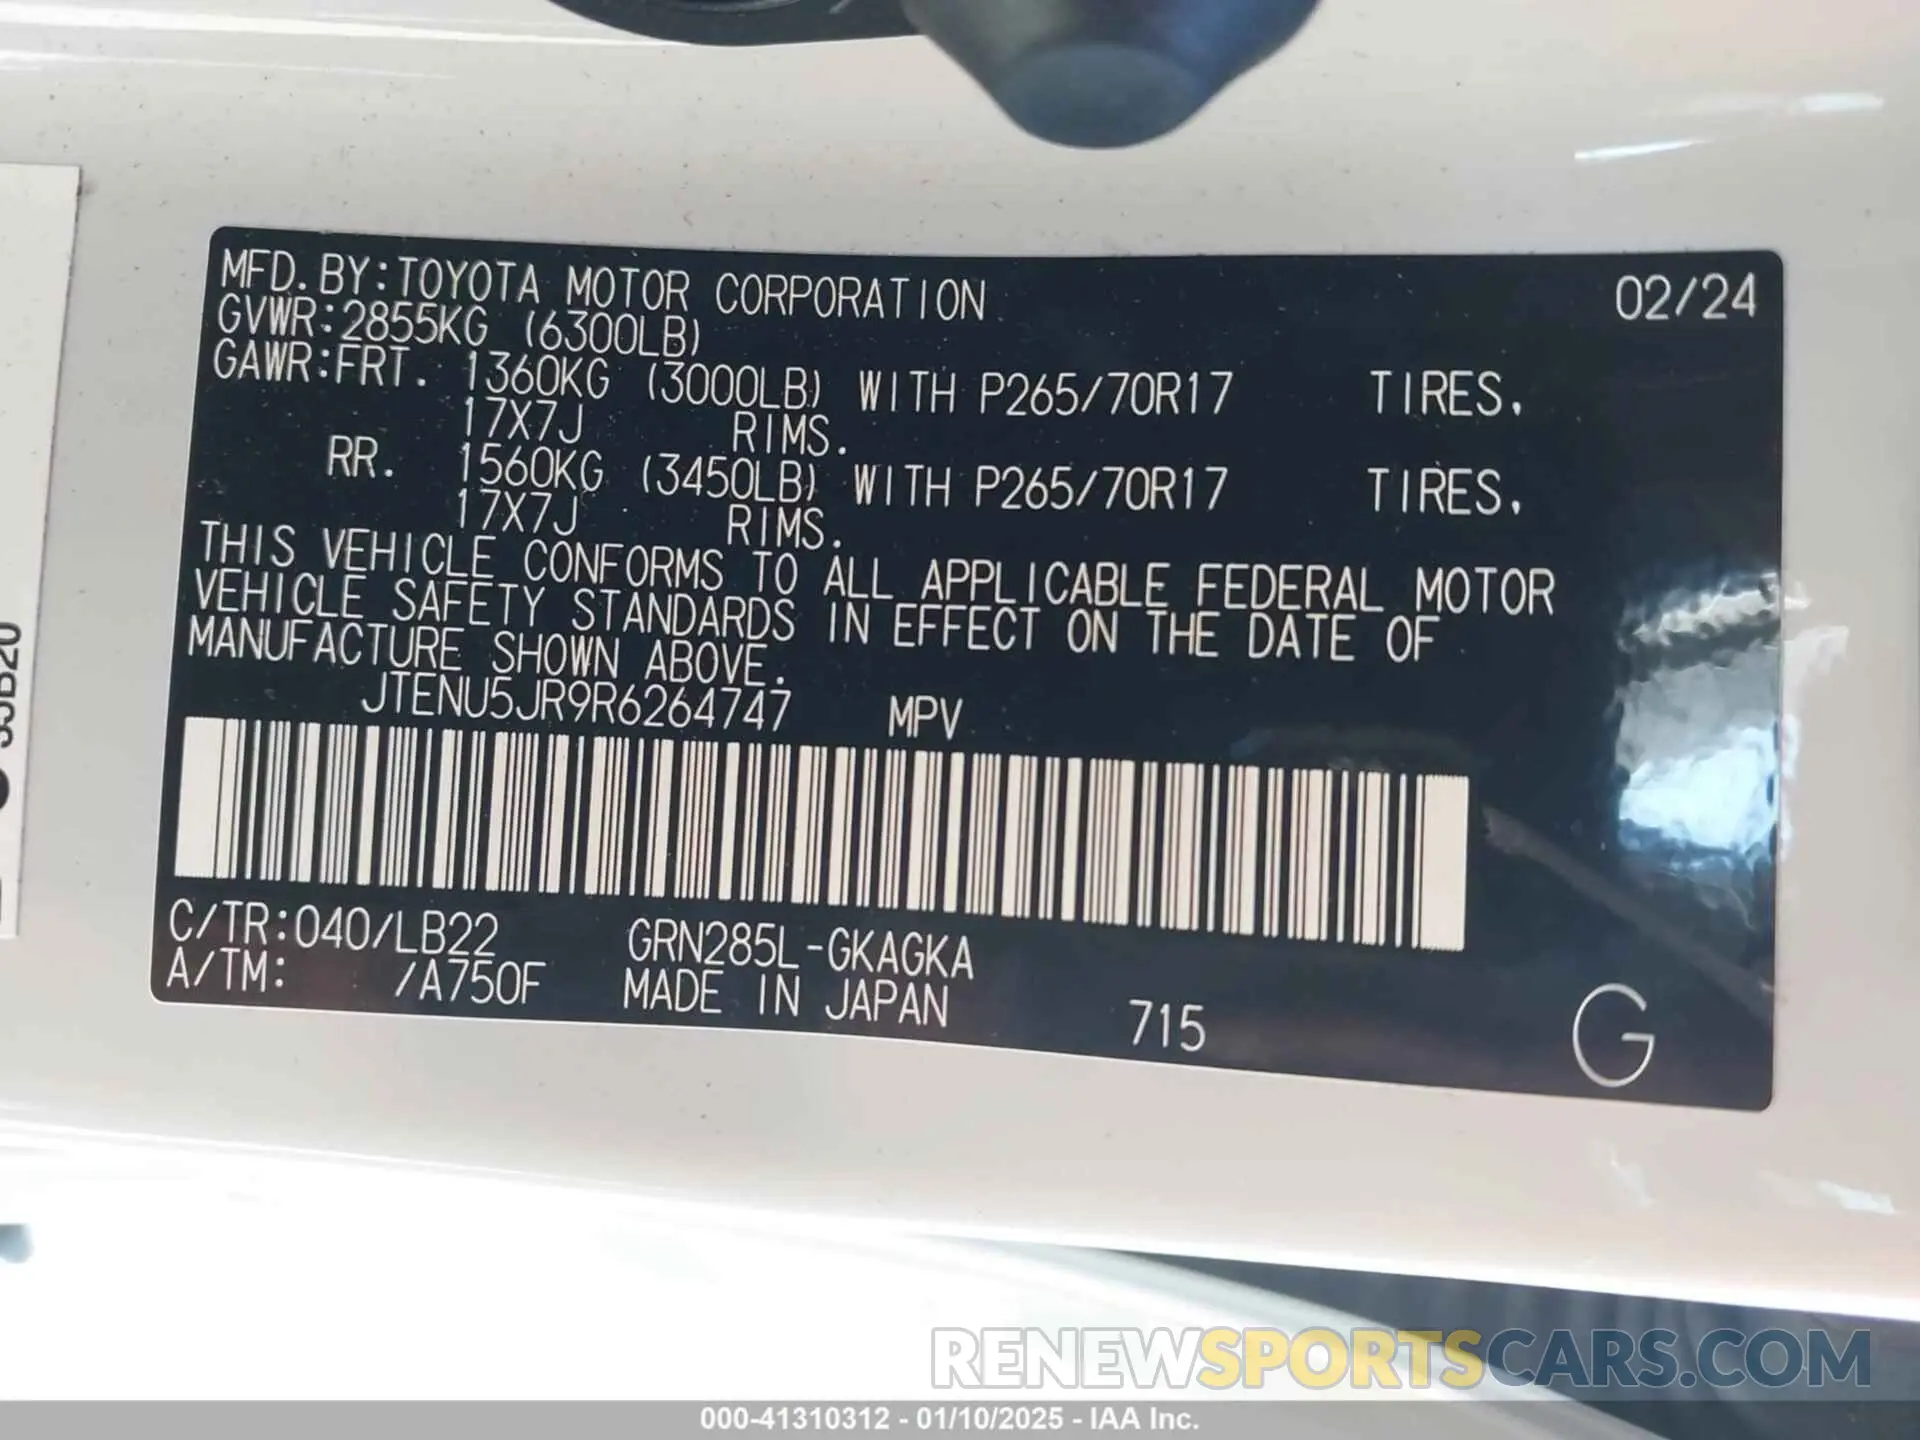 MFD.BY:TOYOTA MOTOR CORPORATION 02/24
GVWR:2855KG (6300LB)
GAWR:FRT. 1360KG (3000LB) WITH P265/70R17 TIRES,
17X7J RIMS.
RR. 1560KG (3450LB) WITH P265/70R17 TIRES,
17X7J RIMS.
THIS VEHICLE CONFORMS TO ALL APPLICABLE FEDERAL MOTOR
VEHICLE SAFETY STANDARDS IN EFFECT ON THE DATE OF
MANUFACTURE SHOWN ABOVE.
JTENU5JR9R6264747 MPV
C/TR:040/LB22 GRN285L-GKAGKA
A/TM: /A750F MADE IN JAPAN 715 G
RENEWSPORTSCARS.COM
000-41310312 - 01/10/2025 - IAA Inc.